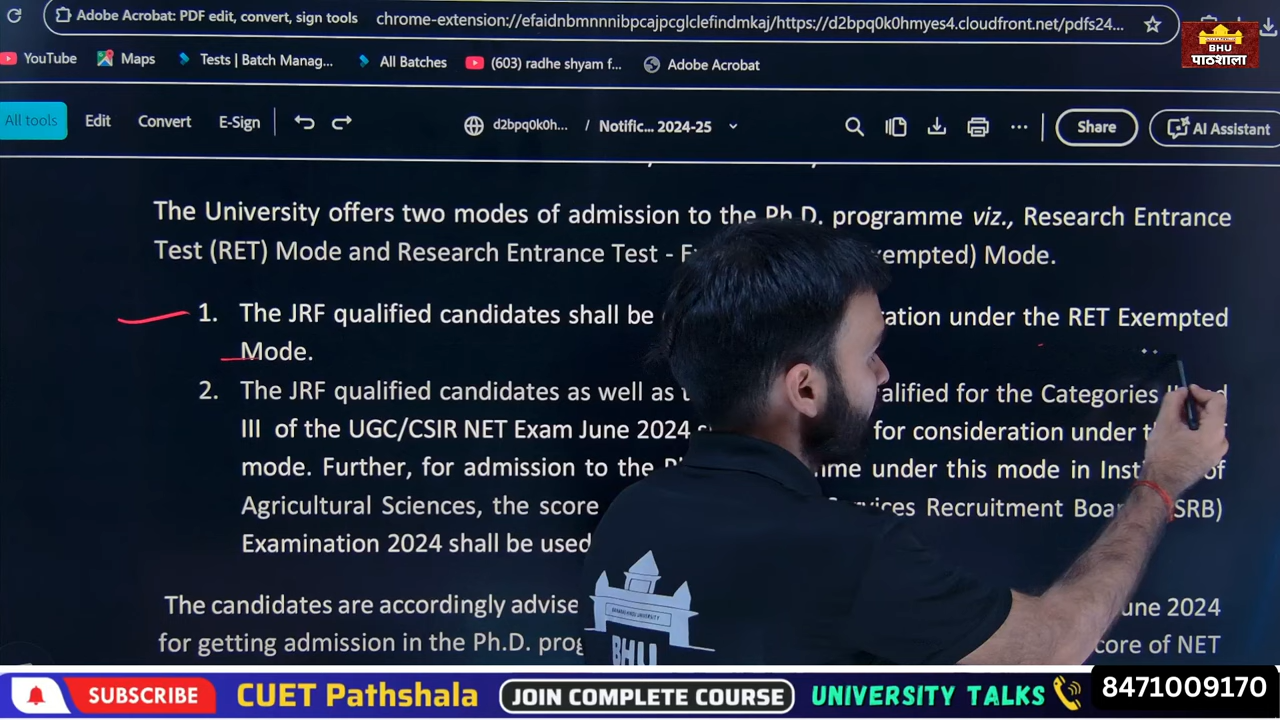 Adobe Acrobat: PDF edit, convert, sign tools chrome-extension://efaidnbmnnnibpcajpcglclefindmkaj/https://d2bpq0k0hmyes4.cloudfront.net/pdfs24...
BHU
पाठशाला
YouTube Maps Tests | Batch Manag... All Batches (603) radhe shyam f... Adobe Acrobat
All tools Edit Convert E-Sign d2bpq0k0h... / Notific... 2024-25 Share AI Assistant
The University offers two modes of admission to the Ph.D. programme viz., Research Entrance
Test (RET) Mode and Research Entrance Test - empted) Mode.
1. The JRF qualified candidates shall be ration under the RET Exempted
Mode.
2. The JRF qualified candidates as well as alified for the Categories
III of the UGC/CSIR NET Exam June 2024 for consideration under
mode. Further, for admission to the me under this mode in of
Agricultural Sciences, the score Services Recruitment SRB)
Examination 2024 shall be used
The candidates are accordingly advise une 2024
for getting admission in the Ph.D. prog core of NET
BHU
SUBSCRIBE CUET Pathshala JOIN COMPLETE COURSE UNIVERSITY TALKS 8471009170